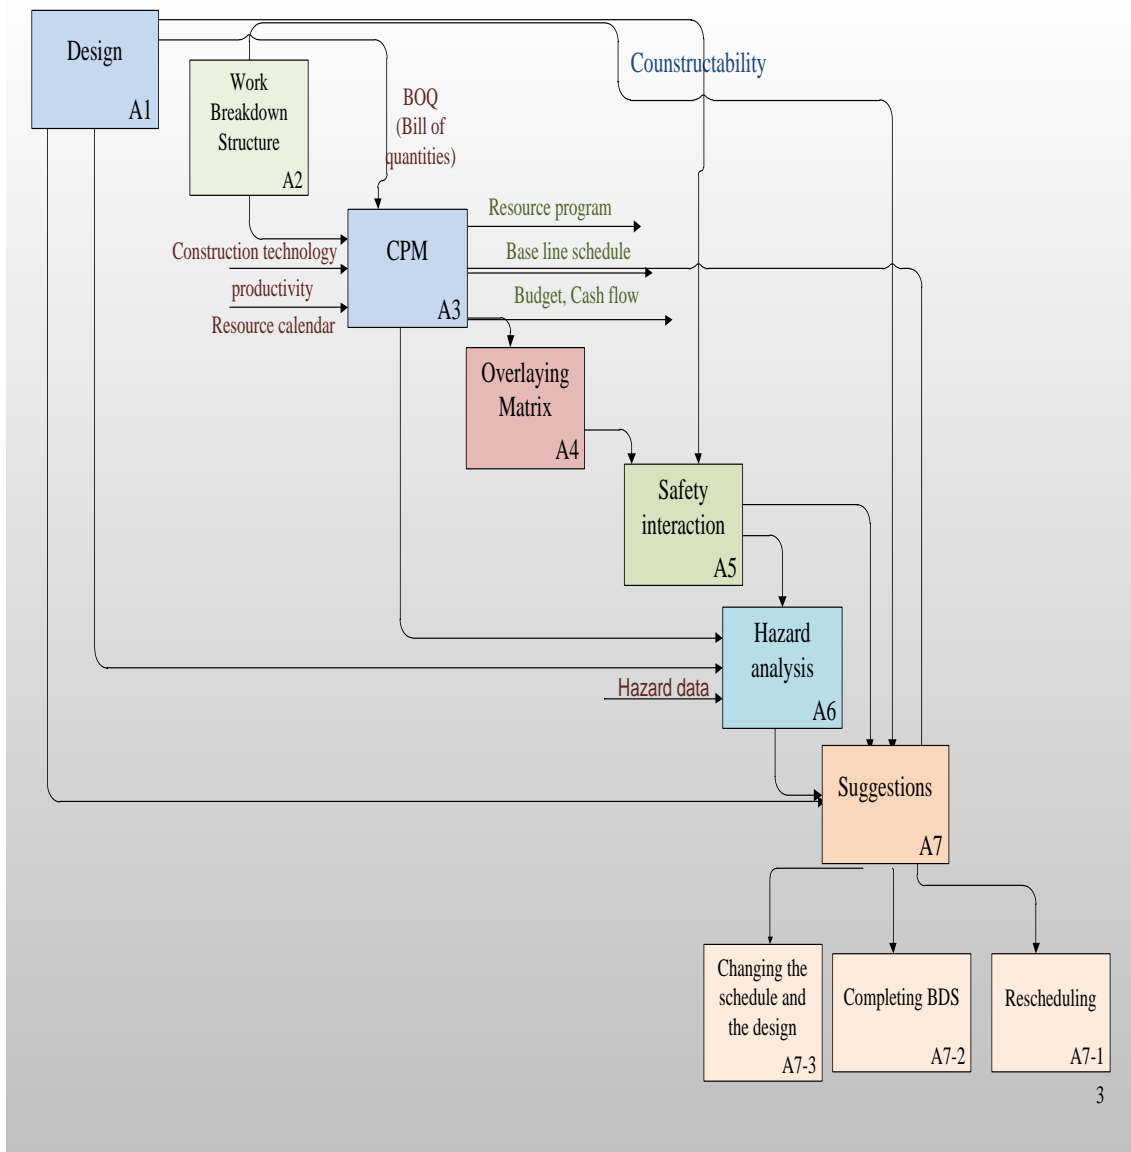 Design
A1
Work
Breakdown
Structure
A2
Counstructability
BOQ
(Bill of
quantities)
CPM
A3
Construction technology
productivity
Resource calendar
Resource program
Base line schedule
Budget, Cash flow
Overlaying
Matrix
A4
Safety
interaction
A5
Hazard
analysis
A6
Hazard data
Suggestions
A7
Changing the
schedule and
the design
A7-3
Completing BDS
A7-2
Rescheduling
A7-1
3